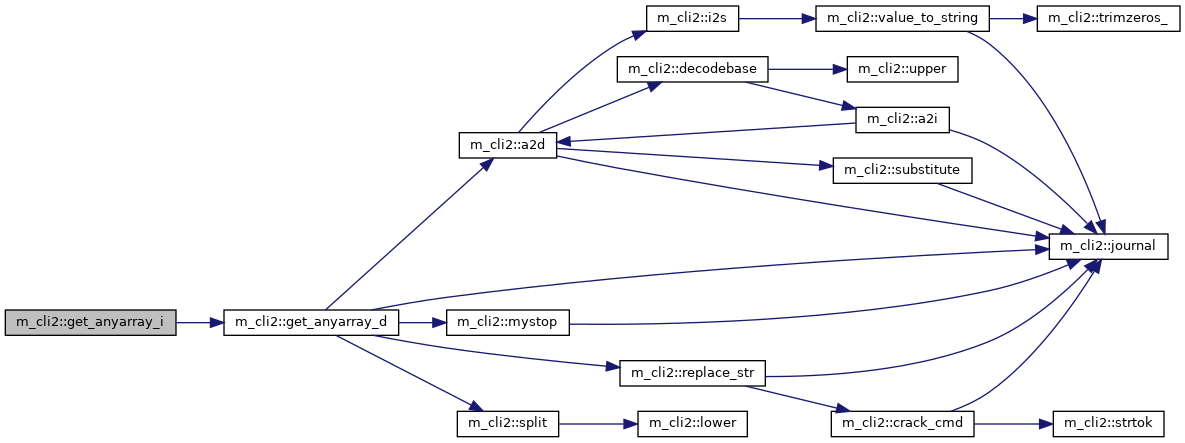 m_cli2::i2s
m_cli2::value_to_string
m_cli2::trimzeros_
m_cli2::decodebase
m_cli2::upper
m_cli2::a2i
m_cli2::a2d
m_cli2::substitute
m_cli2::journal
m_cli2::get_anyarray_i
m_cli2::get_anyarray_d
m_cli2::mystop
m_cli2::replace_str
m_cli2::split
m_cli2::lower
m_cli2::crack_cmd
m_cli2::strtok